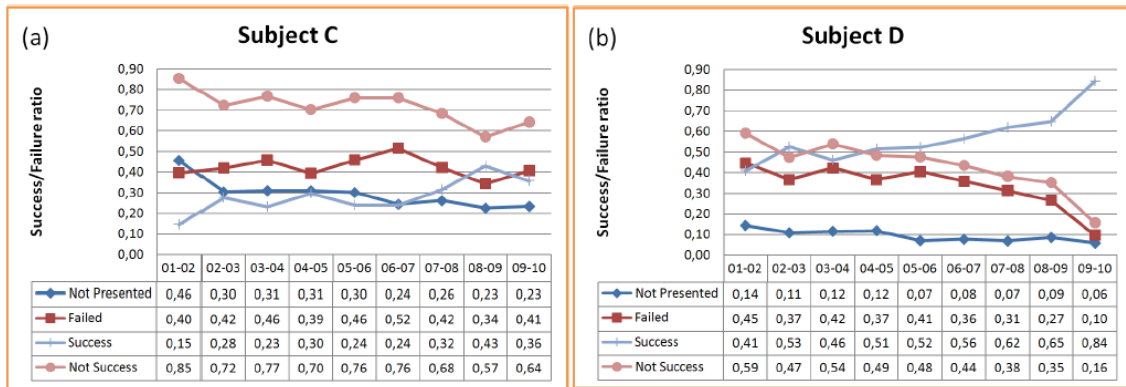 (a)
Subject C
Success/Failure ratio
0,90
0,80
0,70
0,60
0,50
0,40
0,30
0,20
0,10
0,00
01-02 02-03 03-04 04-05 05-06 06-07 07-08 08-09 09-10
Not Presented 0,46 0,30 0,31 0,31 0,30 0,24 0,26 0,23 0,23
Failed 0,40 0,42 0,46 0,39 0,46 0,52 0,42 0,34 0,41
Success 0,15 0,28 0,23 0,30 0,24 0,24 0,32 0,43 0,36
Not Success 0,85 0,72 0,77 0,70 0,76 0,76 0,68 0,57 0,64
(b)
Subject D
Success/Failure ratio
0,90
0,80
0,70
0,60
0,50
0,40
0,30
0,20
0,10
0,00
01-02 02-03 03-04 04-05 05-06 06-07 07-08 08-09 09-10
Not Presented 0,14 0,11 0,12 0,12 0,07 0,08 0,07 0,09 0,06
Failed 0,45 0,37 0,42 0,37 0,41 0,36 0,31 0,27 0,10
Success 0,41 0,53 0,46 0,51 0,52 0,56 0,62 0,65 0,84
Not Success 0,59 0,47 0,54 0,49 0,48 0,44 0,38 0,35 0,16